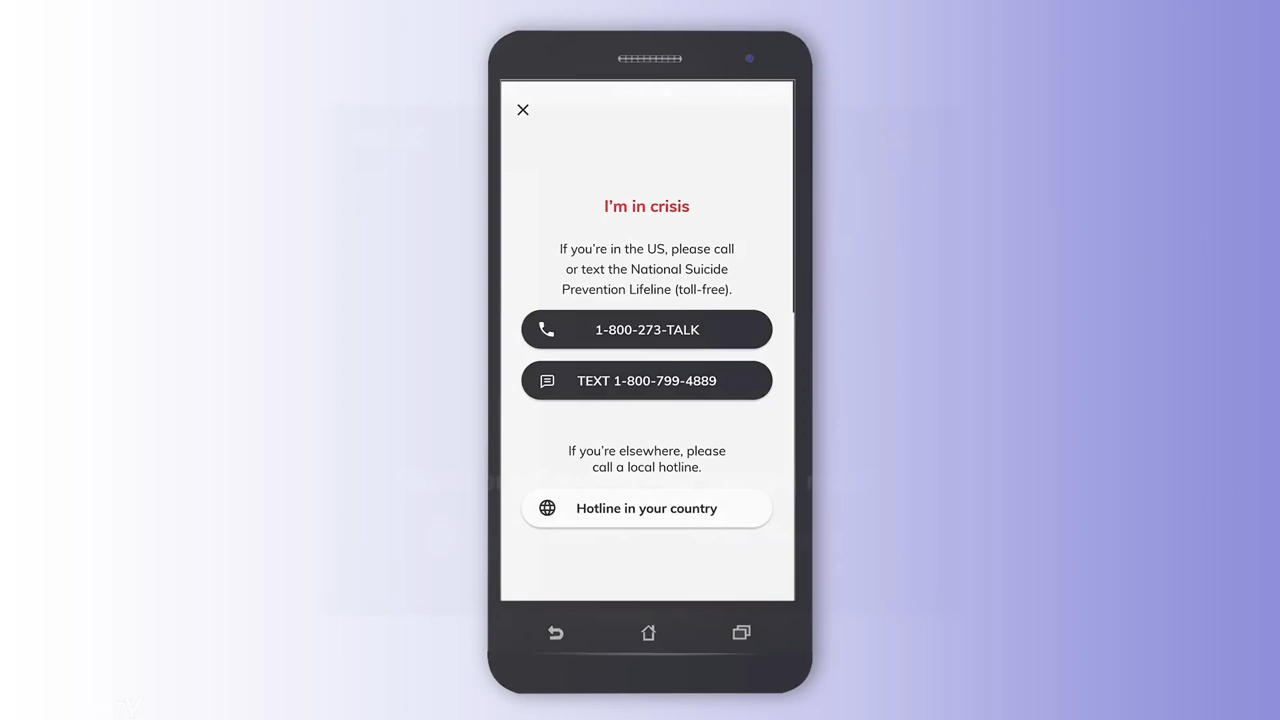 I'm in crisis
If you're in the US, please call
or text the National Suicide
Prevention Lifeline (toll-free).
1-800-273-TALK
TEXT 1-800-799-4889
If you're elsewhere, please
call a local hotline.
Hotline in your country